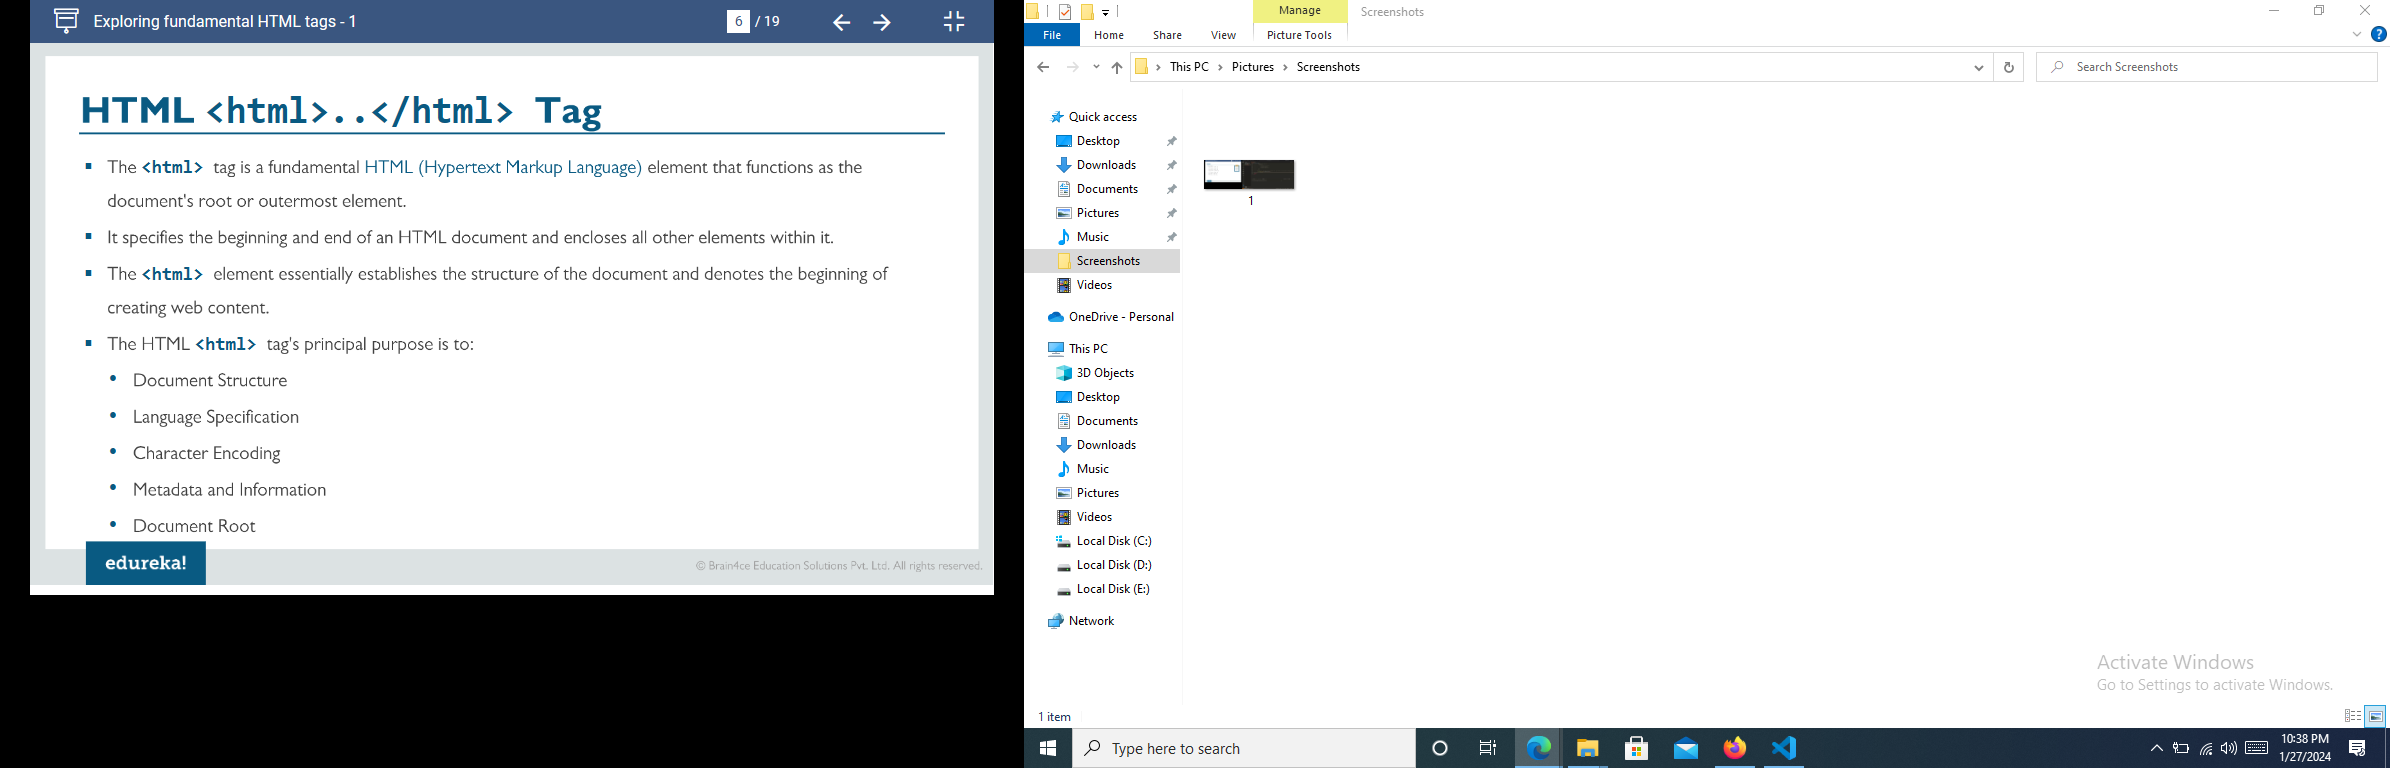 Exploring fundamental HTML tags - 1
6 / 19
HTML <html>..</html> Tag
The <html> tag is a fundamental HTML (Hypertext Markup Language) element that functions as the
document's root or outermost element.
It specifies the beginning and end of an HTML document and encloses all other elements within it.
The <html> element essentially establishes the structure of the document and denotes the beginning of
creating web content.
The HTML <html> tag's principal purpose is to:
Document Structure
Language Specification
Character Encoding
Metadata and Information
Document Root
edureka!
© Brain4ce Education Solutions Pvt. Ltd. All rights reserved.
Manage
Screenshots
File
Home
Share
View
Picture Tools
This PC > Pictures > Screenshots
Search Screenshots
Quick access
Desktop
Downloads
Documents
Pictures
Music
Screenshots
Videos
OneDrive - Personal
This PC
3D Objects
Desktop
Documents
Downloads
Music
Pictures
Videos
Local Disk (C:)
Local Disk (D:)
Local Disk (E:)
Network
1
Activate Windows
Go to Settings to activate Windows.
1 item
Type here to search
10:38 PM
1/27/2024